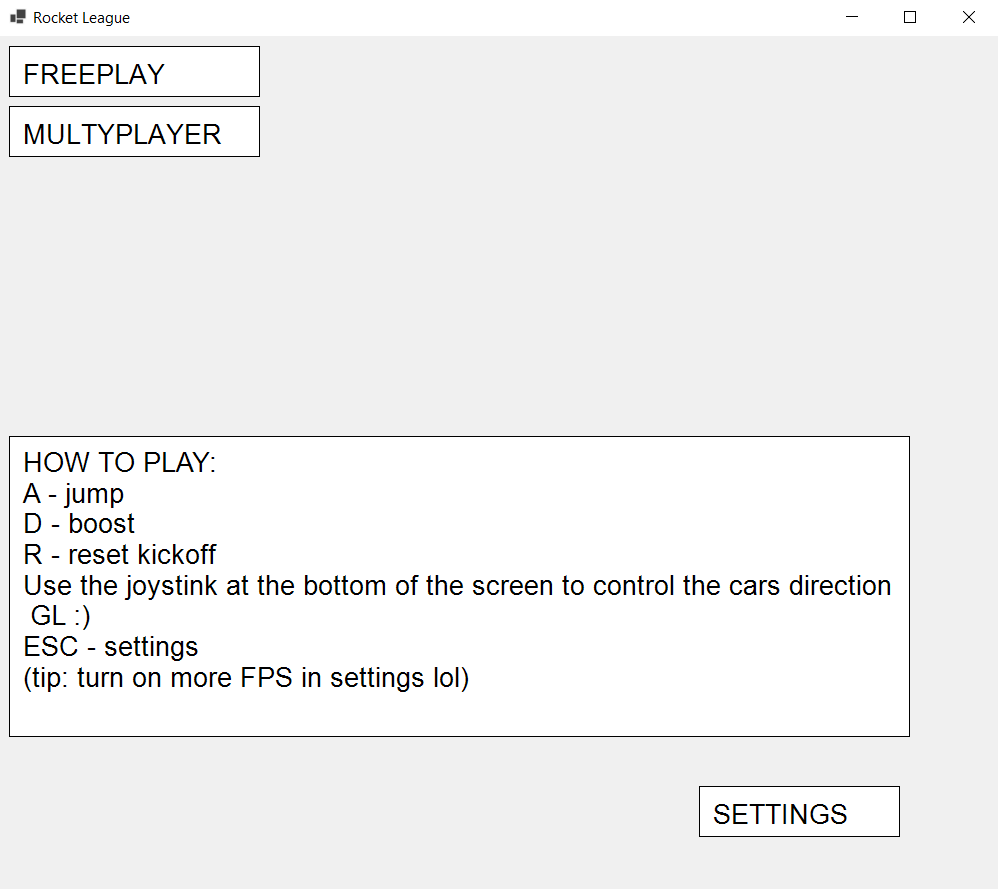 Rocket League
FREEPLAY
MULTYPLAYER
HOW TO PLAY:
A - jump
D - boost
R - reset kickoff
Use the joystink at the bottom of the screen to control the cars direction
GL :)
ESC - settings
(tip: turn on more FPS in settings lol)
SETTINGS